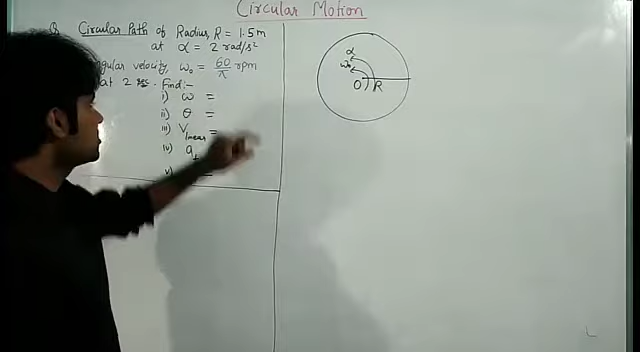 Circular Motion
Q. Circular Path of Radius, R = 1.5m
at α = 2 rad/s²
gular velocity, ω₀ = 60/π rpm
at 2 sec. Find:-
i) ω =
ii) θ =
iii) V linear =
iv) a
v)
α
ω₀
O R